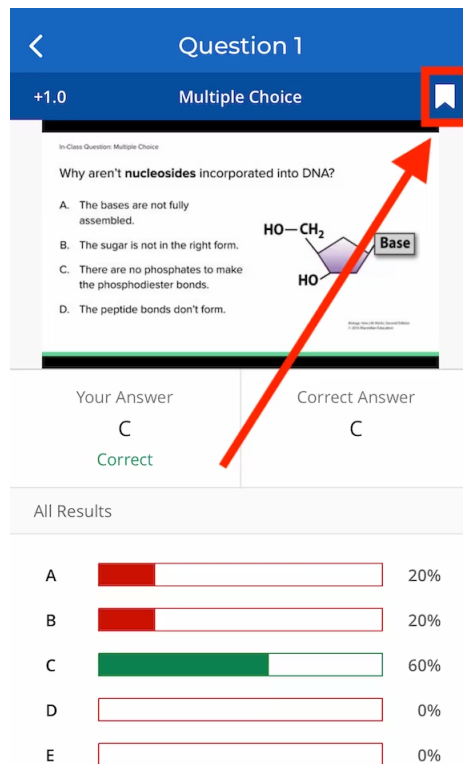 Question 1
+1.0 Multiple Choice
In-Class Question: Multiple Choice
Why aren't nucleosides incorporated into DNA?
A. The bases are not fully
assembled.
B. The sugar is not in the right form.
C. There are no phosphates to make
the phosphodiester bonds.
D. The peptide bonds don't form.
HO—CH2
Base
HO
Your Answer
C
Correct
Correct Answer
C
All Results
A 20%
B 20%
C 60%
D 0%
E 0%